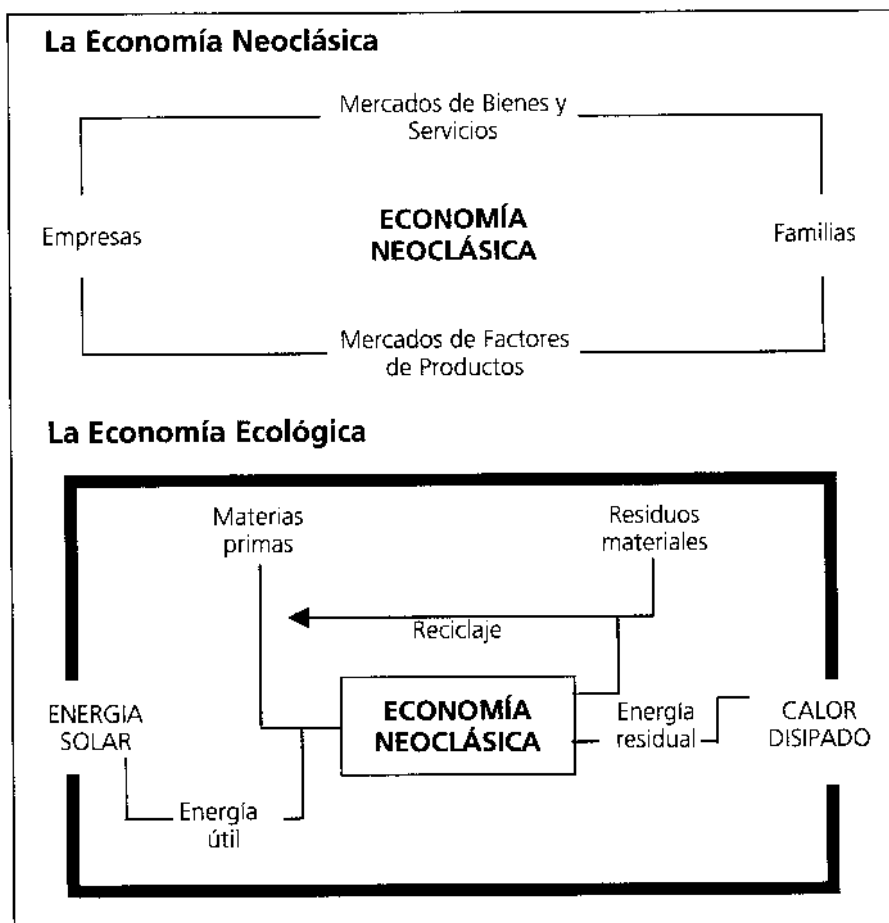 La Economía Neoclásica
Mercados de Bienes y
Servicios
Empresas
ECONOMÍA
NEOCLÁSICA
Familias
Mercados de Factores
de Productos
La Economía Ecológica
Materias
primas
Residuos
materiales
Reciclaje
ENERGIA
SOLAR
ECONOMÍA
NEOCLÁSICA
Energía
residual
CALOR
DISIPADO
Energía
útil